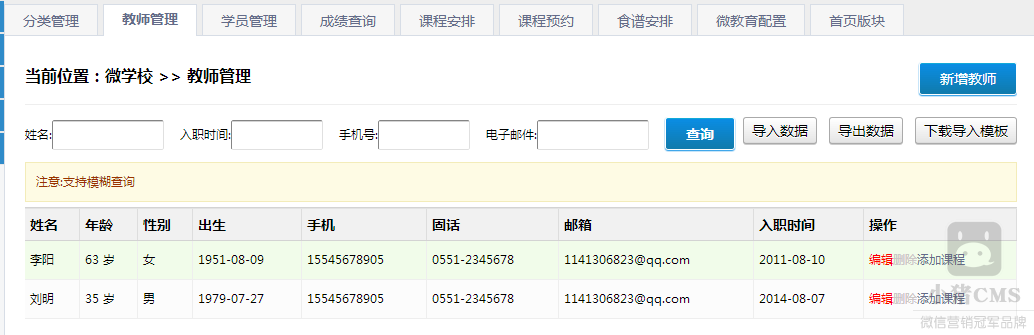 分类管理 教师管理 学员管理 成绩查询 课程安排 课程预约 食谱安排 微教育配置 首页版块
当前位置：微学校 >> 教师管理 新增教师
姓名: 入职时间: 手机号: 电子邮件: 查询 导入数据 导出数据 下载导入模板
注意:支持模糊查询
姓名 年龄 性别 出生 手机 固话 邮箱 入职时间 操作
李阳 63 岁 女 1951-08-09 15545678905 0551-2345678 1141306823@qq.com 2011-08-10 编辑删除添加课程
刘明 35 岁 男 1979-07-27 15545678905 0551-2345678 1141306823@qq.com 2014-08-07 编辑删除添加课程
小猪CMS
微信营销冠军品牌